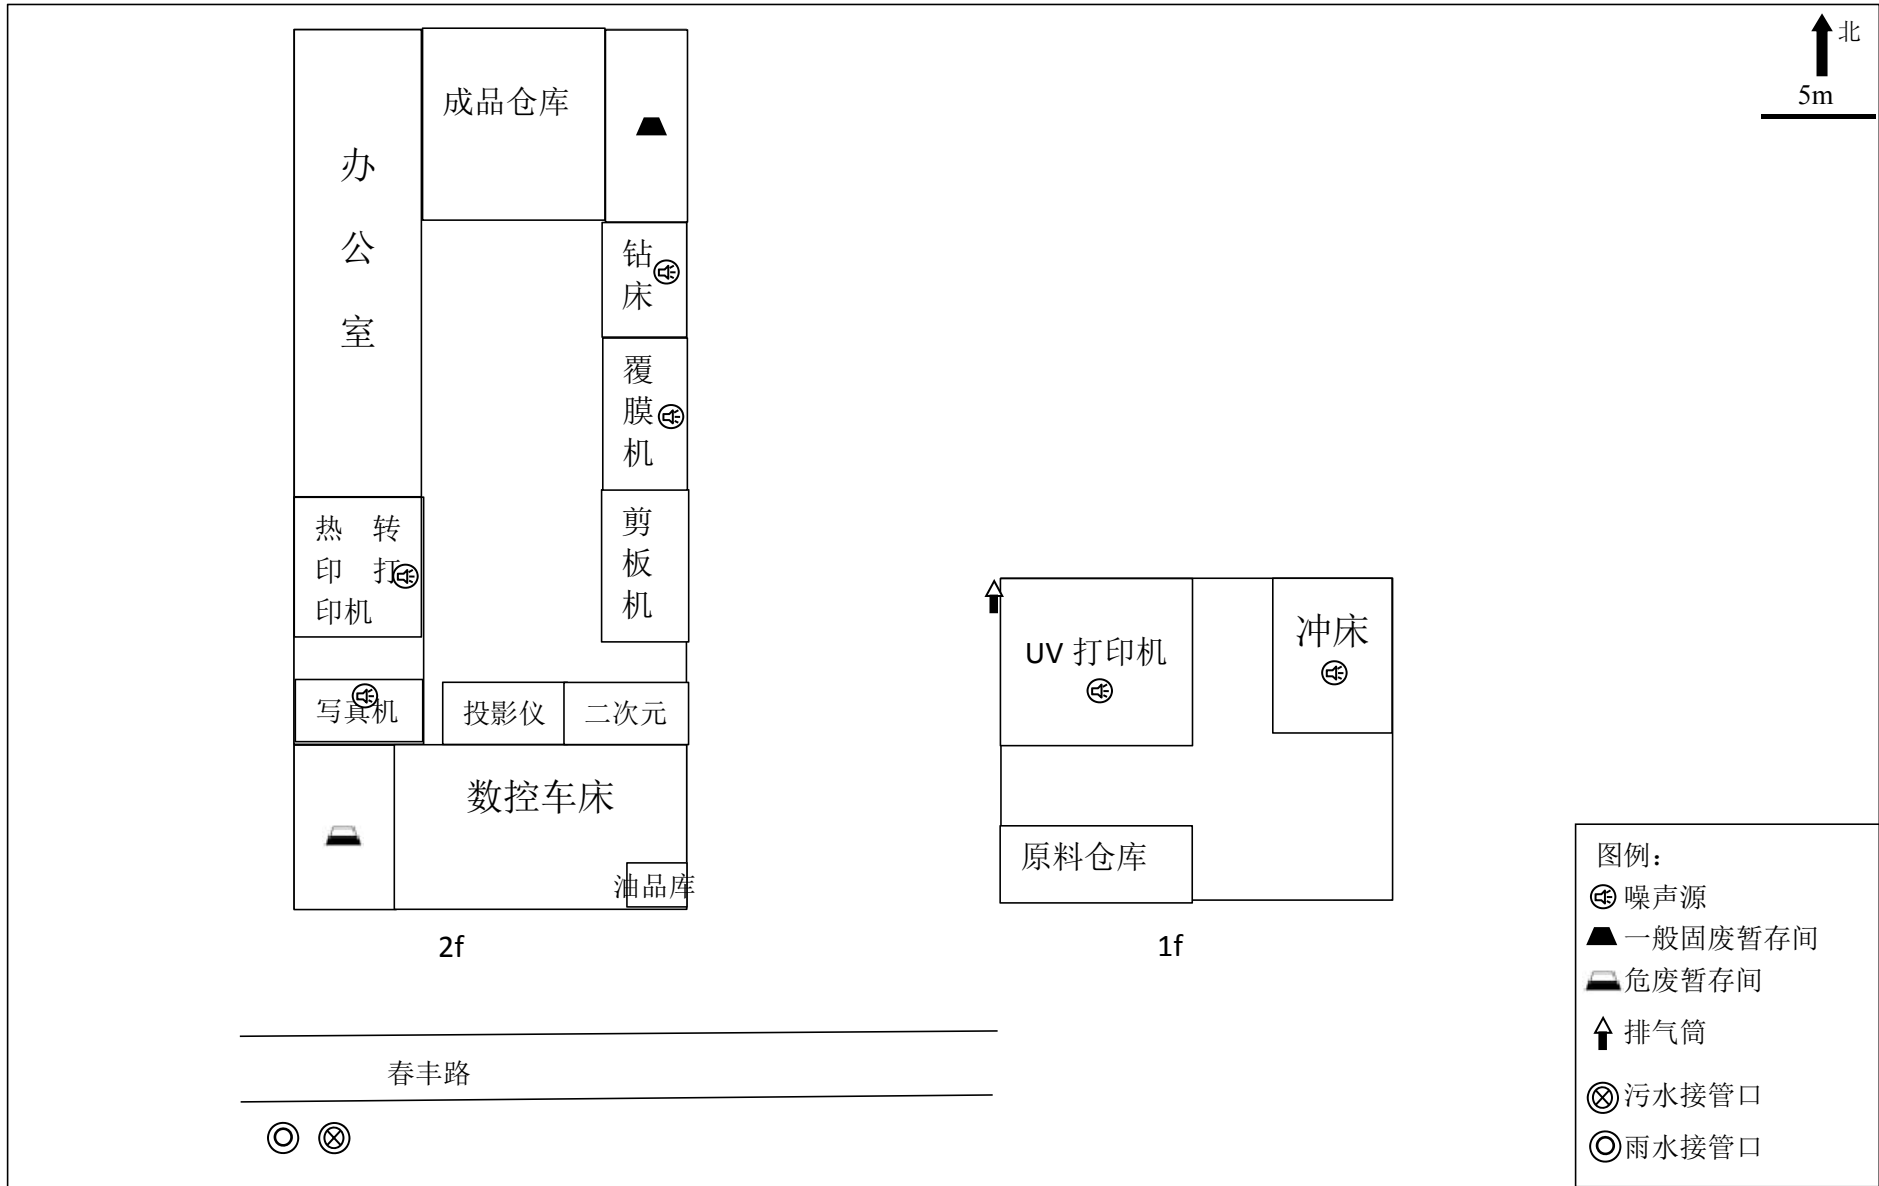 北
5m
成品仓库
办
公
室
钻
床
覆
膜
机
热 转
印 打
印机
剪
板
机
写真机
投影仪
二次元
数控车床
油品库
2f
UV 打印机
冲床
原料仓库
1f
春丰路
图例：
噪声源
一般固废暂存间
危废暂存间
排气筒
污水接管口
雨水接管口